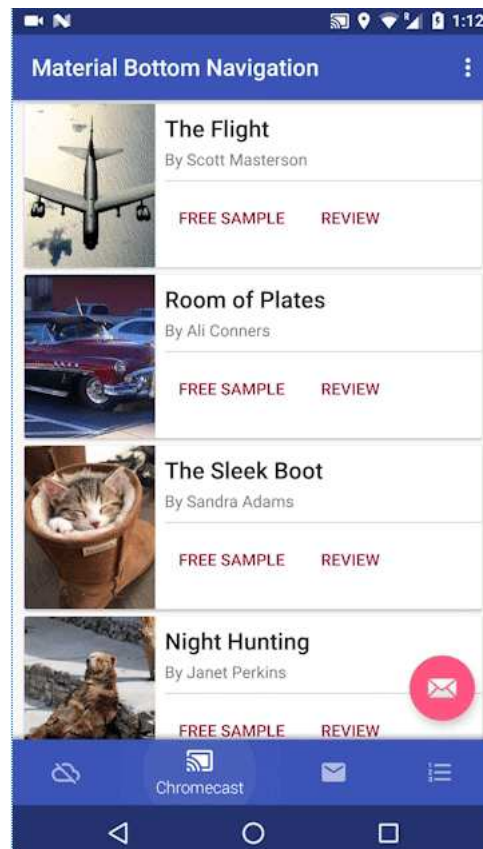 1:12
Material Bottom Navigation
The Flight
By Scott Masterson
FREE SAMPLE REVIEW
Room of Plates
By Ali Conners
FREE SAMPLE REVIEW
The Sleek Boot
By Sandra Adams
FREE SAMPLE REVIEW
Night Hunting
By Janet Perkins
FREE SAMPLE REVIEW
Chromecast